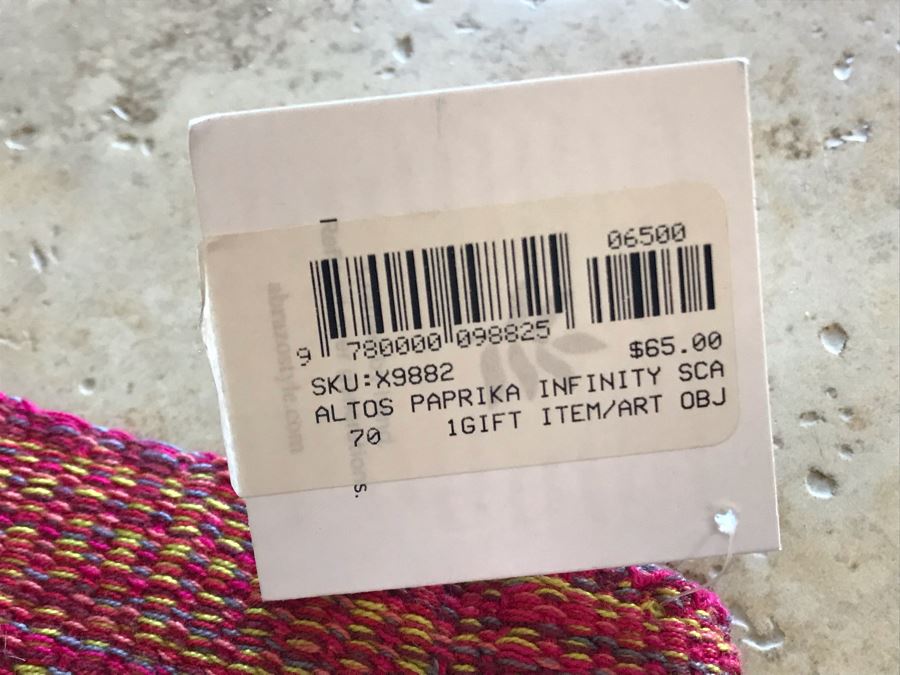 06500
9 780000 098825
$65.00
SKU:X9882
ALTOS PAPRIKA INFINITY SCA
70 1GIFT ITEM/ART OBJ